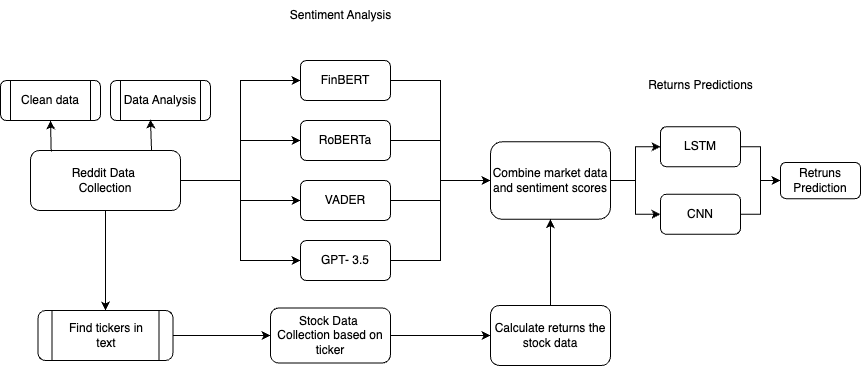 Sentiment Analysis
FinBERT
Returns Predictions
Clean data
Data Analysis
RoBERTa
LSTM
Reddit Data
Collection
Combine market data
and sentiment scores
Retruns
Prediction
VADER
CNN
GPT- 3.5
Find tickers in
text
Stock Data
Collection based on
ticker
Calculate returns the
stock data